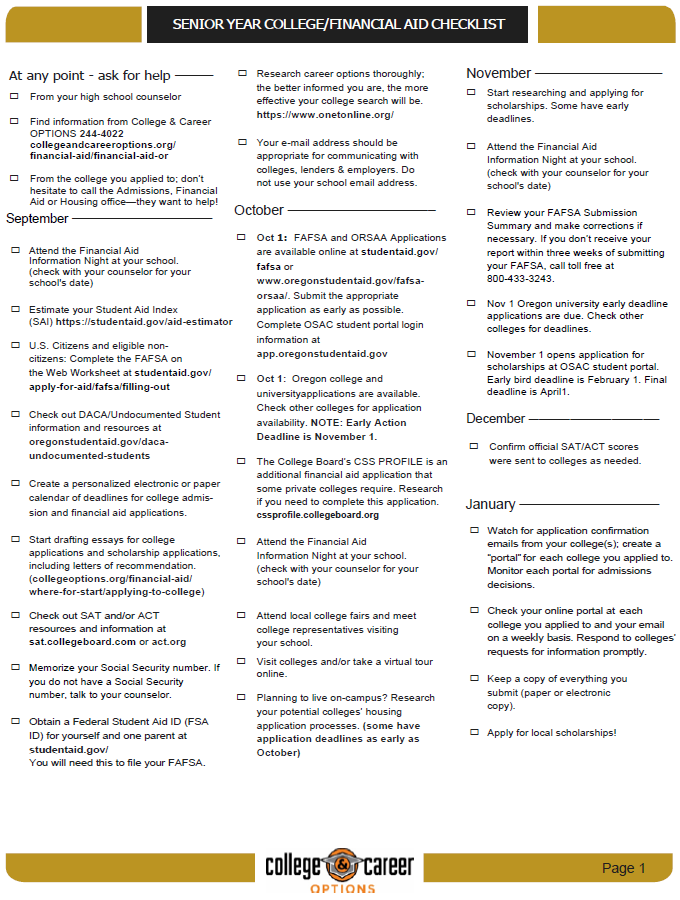 SENIOR YEAR COLLEGE/FINANCIAL AID CHECKLIST
At any point - ask for help
From your high school counselor
Find information from College & Career
OPTIONS 244-4022
collegeandcareeroptions.org/
financial-aid/financial-aid-or
From the college you applied to; don't
hesitate to call the Admissions, Financial
Aid or Housing office—they want to help!
September
Attend the Financial Aid
Information Night at your school.
(check with your counselor for your
school's date)
Estimate your Student Aid Index
(SAI) https://studentaid.gov/aid-estimator
U.S. Citizens and eligible non-
citizens: Complete the FAFSA on
the Web Worksheet at studentaid.gov/
apply-for-aid/fafsa/filling-out
Check out DACA/Undocumented Student
information and resources at
oregonstudentaid.gov/daca-
undocumented-students
Create a personalized electronic or paper
calendar of deadlines for college admis-
sion and financial aid applications.
Start drafting essays for college
applications and scholarship applications,
including letters of recommendation.
(collegeoptions.org/financial-aid/
where-for-start/applying-to-college)
Check out SAT and/or ACT
resources and information at
sat.collegeboard.com or act.org
Memorize your Social Security number. If
you do not have a Social Security
number, talk to your counselor.
Obtain a Federal Student Aid ID (FSA
ID) for yourself and one parent at
studentaid.gov/
You will need this to file your FAFSA.
Research career options thoroughly;
the better informed you are, the more
effective your college search will be.
https://www.onetonline.org/
Your e-mail address should be
appropriate for communicating with
colleges, lenders & employers. Do
not use your school email address.
October
Oct 1: FAFSA and ORSAA Applications
are available online at studentaid.gov/
fafsa or
www.oregonstudentaid.gov/fafsa-
orsaa/. Submit the appropriate
application as early as possible.
Complete OSAC student portal login
information at
app.oregonstudentaid.gov
Oct 1: Oregon college and
universityapplications are available.
Check other colleges for application
availability. NOTE: Early Action
Deadline is November 1.
The College Board's CSS PROFILE is an
additional financial aid application that
some private colleges require. Research
if you need to complete this application.
cssprofile.collegeboard.org
Attend the Financial Aid
Information Night at your school.
(check with your counselor for your
school's date)
Attend local college fairs and meet
college representatives visiting
your school.
Visit colleges and/or take a virtual tour
online.
Planning to live on-campus? Research
your potential colleges' housing
application processes. (some have
application deadlines as early as
October)
November
Start researching and applying for
scholarships. Some have early
deadlines.
Attend the Financial Aid
Information Night at your school.
(check with your counselor for your
school's date)
Review your FAFSA Submission
Summary and make corrections if
necessary. If you don't receive your
report within three weeks of submitting
your FAFSA, call toll free at
800-433-3243.
Nov 1 Oregon university early deadline
applications are due. Check other
colleges for deadlines.
November 1 opens application for
scholarships at OSAC student portal.
Early bird deadline is February 1. Final
deadline is April1.
December
Confirm official SAT/ACT scores
were sent to colleges as needed.
January
Watch for application confirmation
emails from your college(s); create a
"portal" for each college you applied to.
Monitor each portal for admissions
decisions.
Check your online portal at each
college you applied to and your email
on a weekly basis. Respond to colleges'
requests for information promptly.
Keep a copy of everything you
submit (paper or electronic
copy).
Apply for local scholarships!
college & career
OPTIONS
Page 1